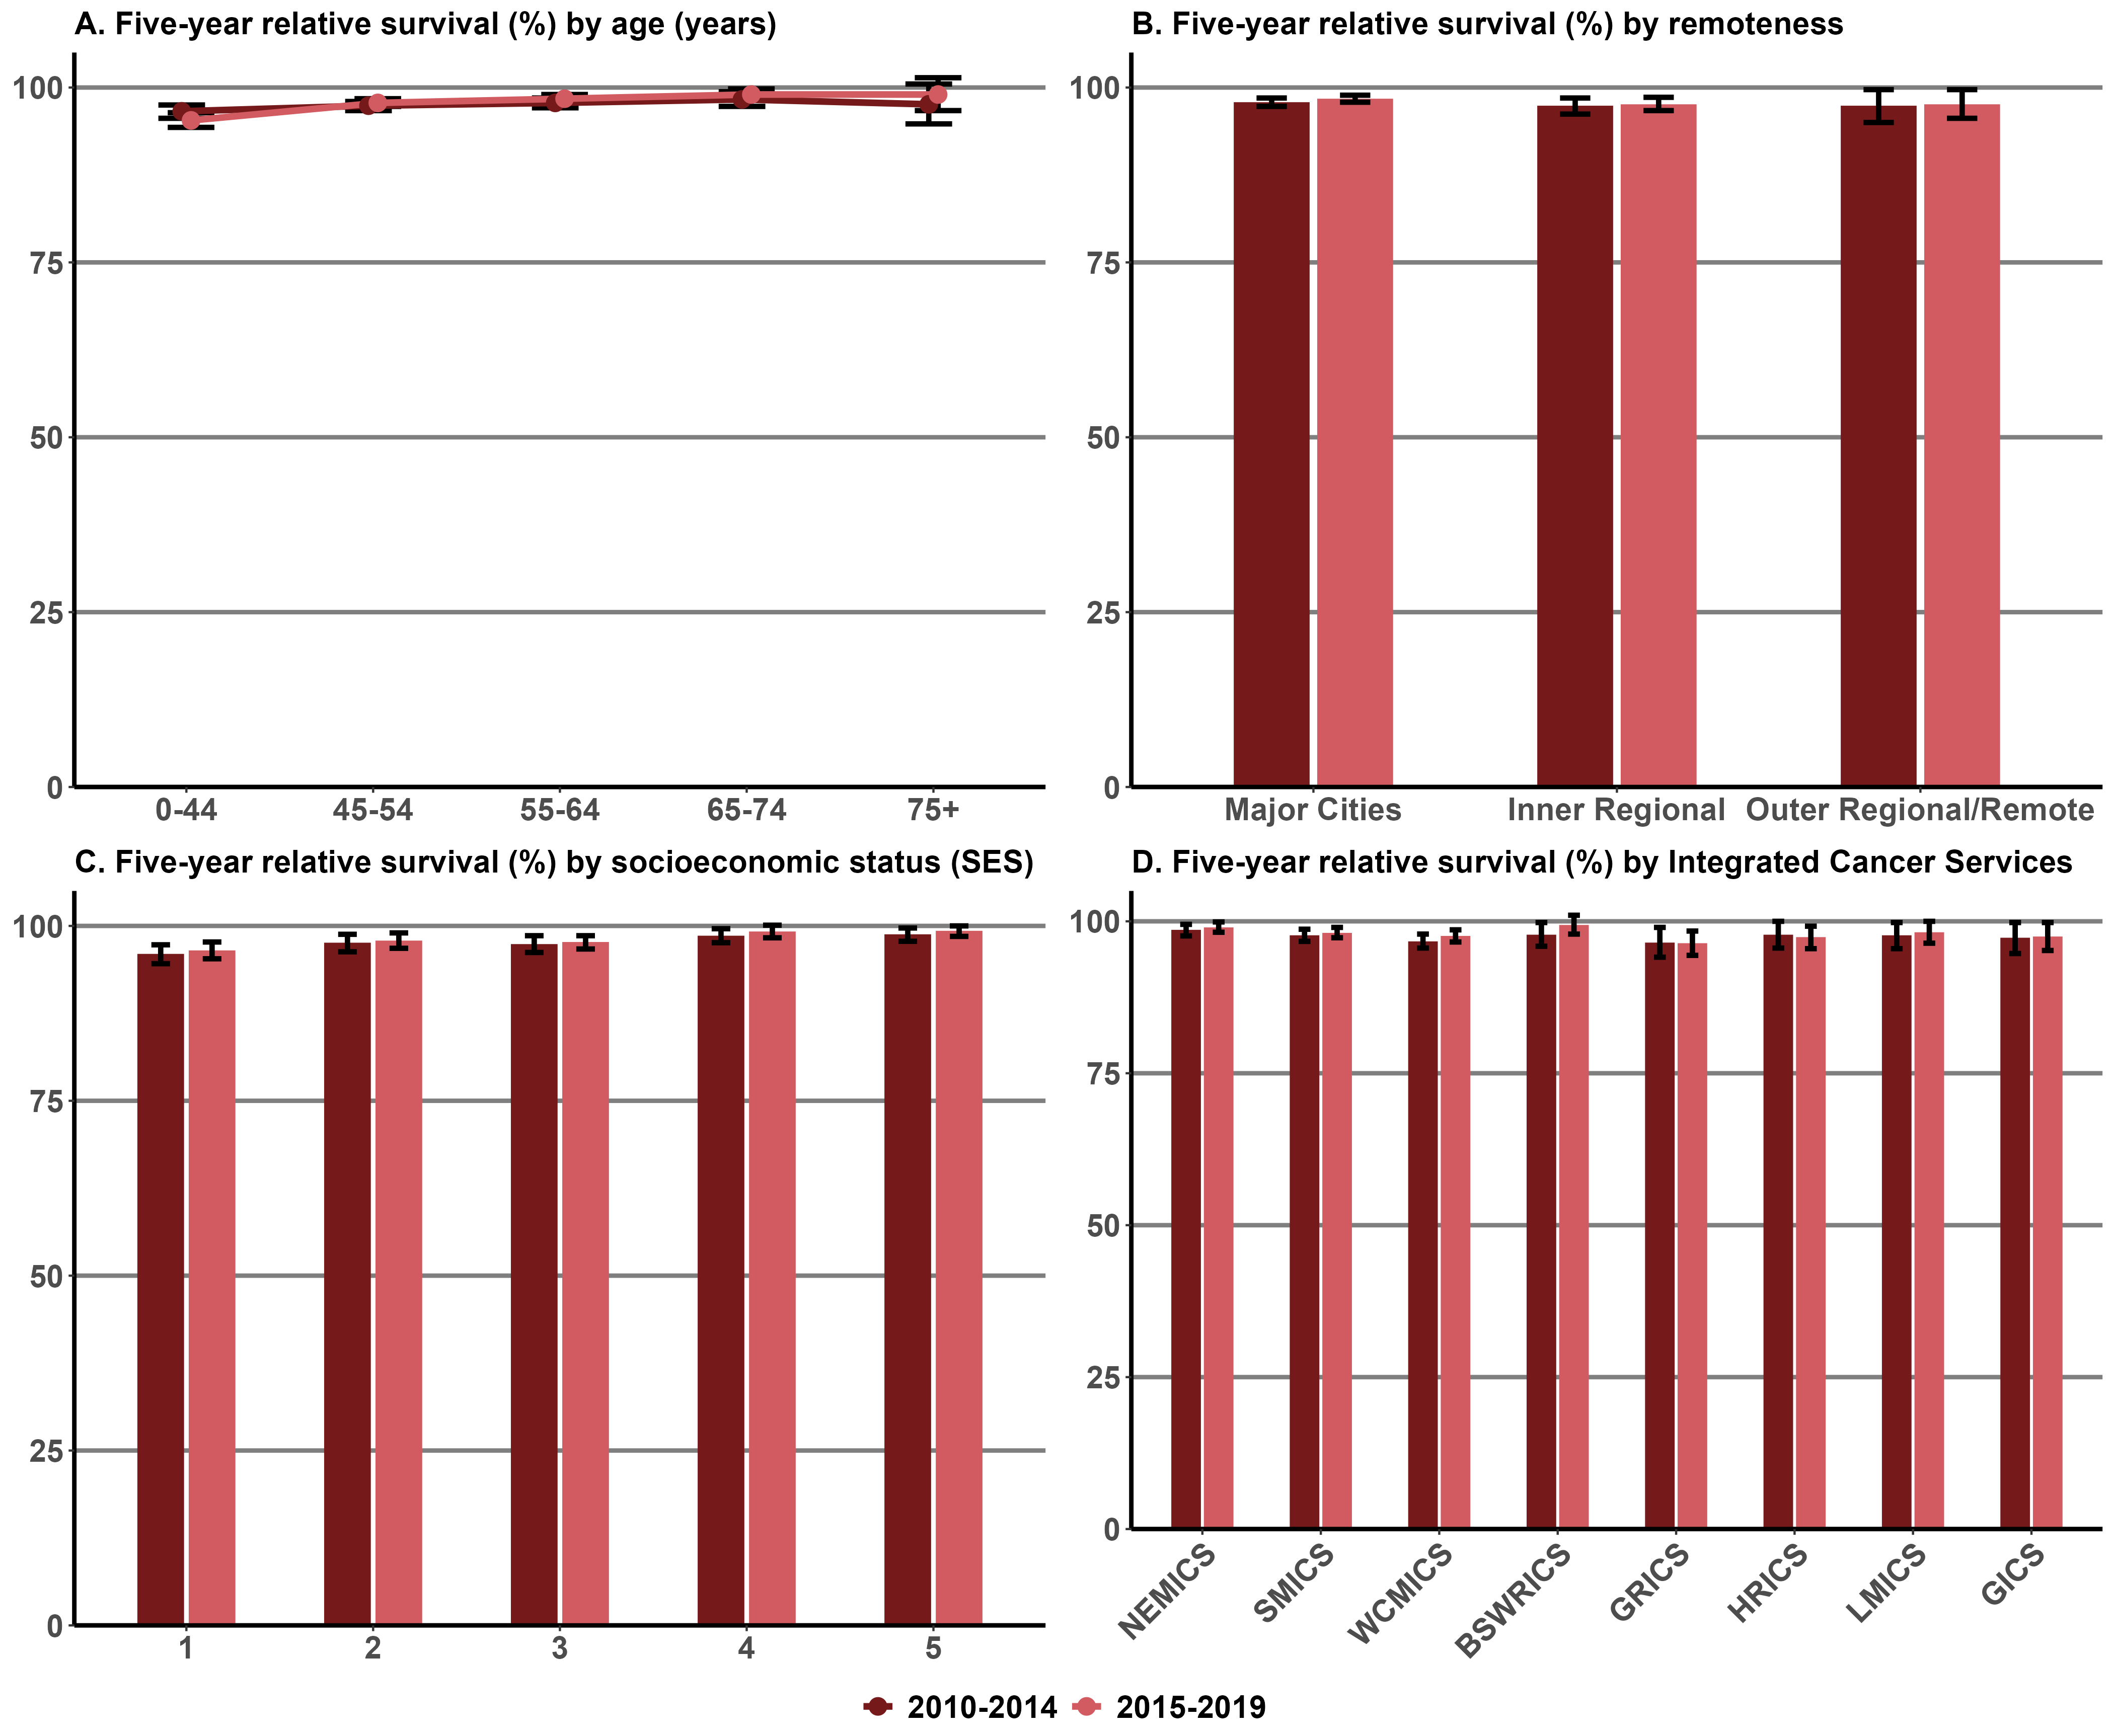 A. Five-year relative survival (%) by age (years)
100
75
50
25
0
0-44 45-54 55-64 65-74 75+
B. Five-year relative survival (%) by remoteness
100
75
50
25
0
Major Cities Inner Regional Outer Regional/Remote
C. Five-year relative survival (%) by socioeconomic status (SES)
100
75
50
25
0
1 2 3 4 5
D. Five-year relative survival (%) by Integrated Cancer Services
100
75
50
25
0
NEMICS SMICS WCMICS BSWRICS GRICS HRICS LMICS GICS
2010-2014 2015-2019